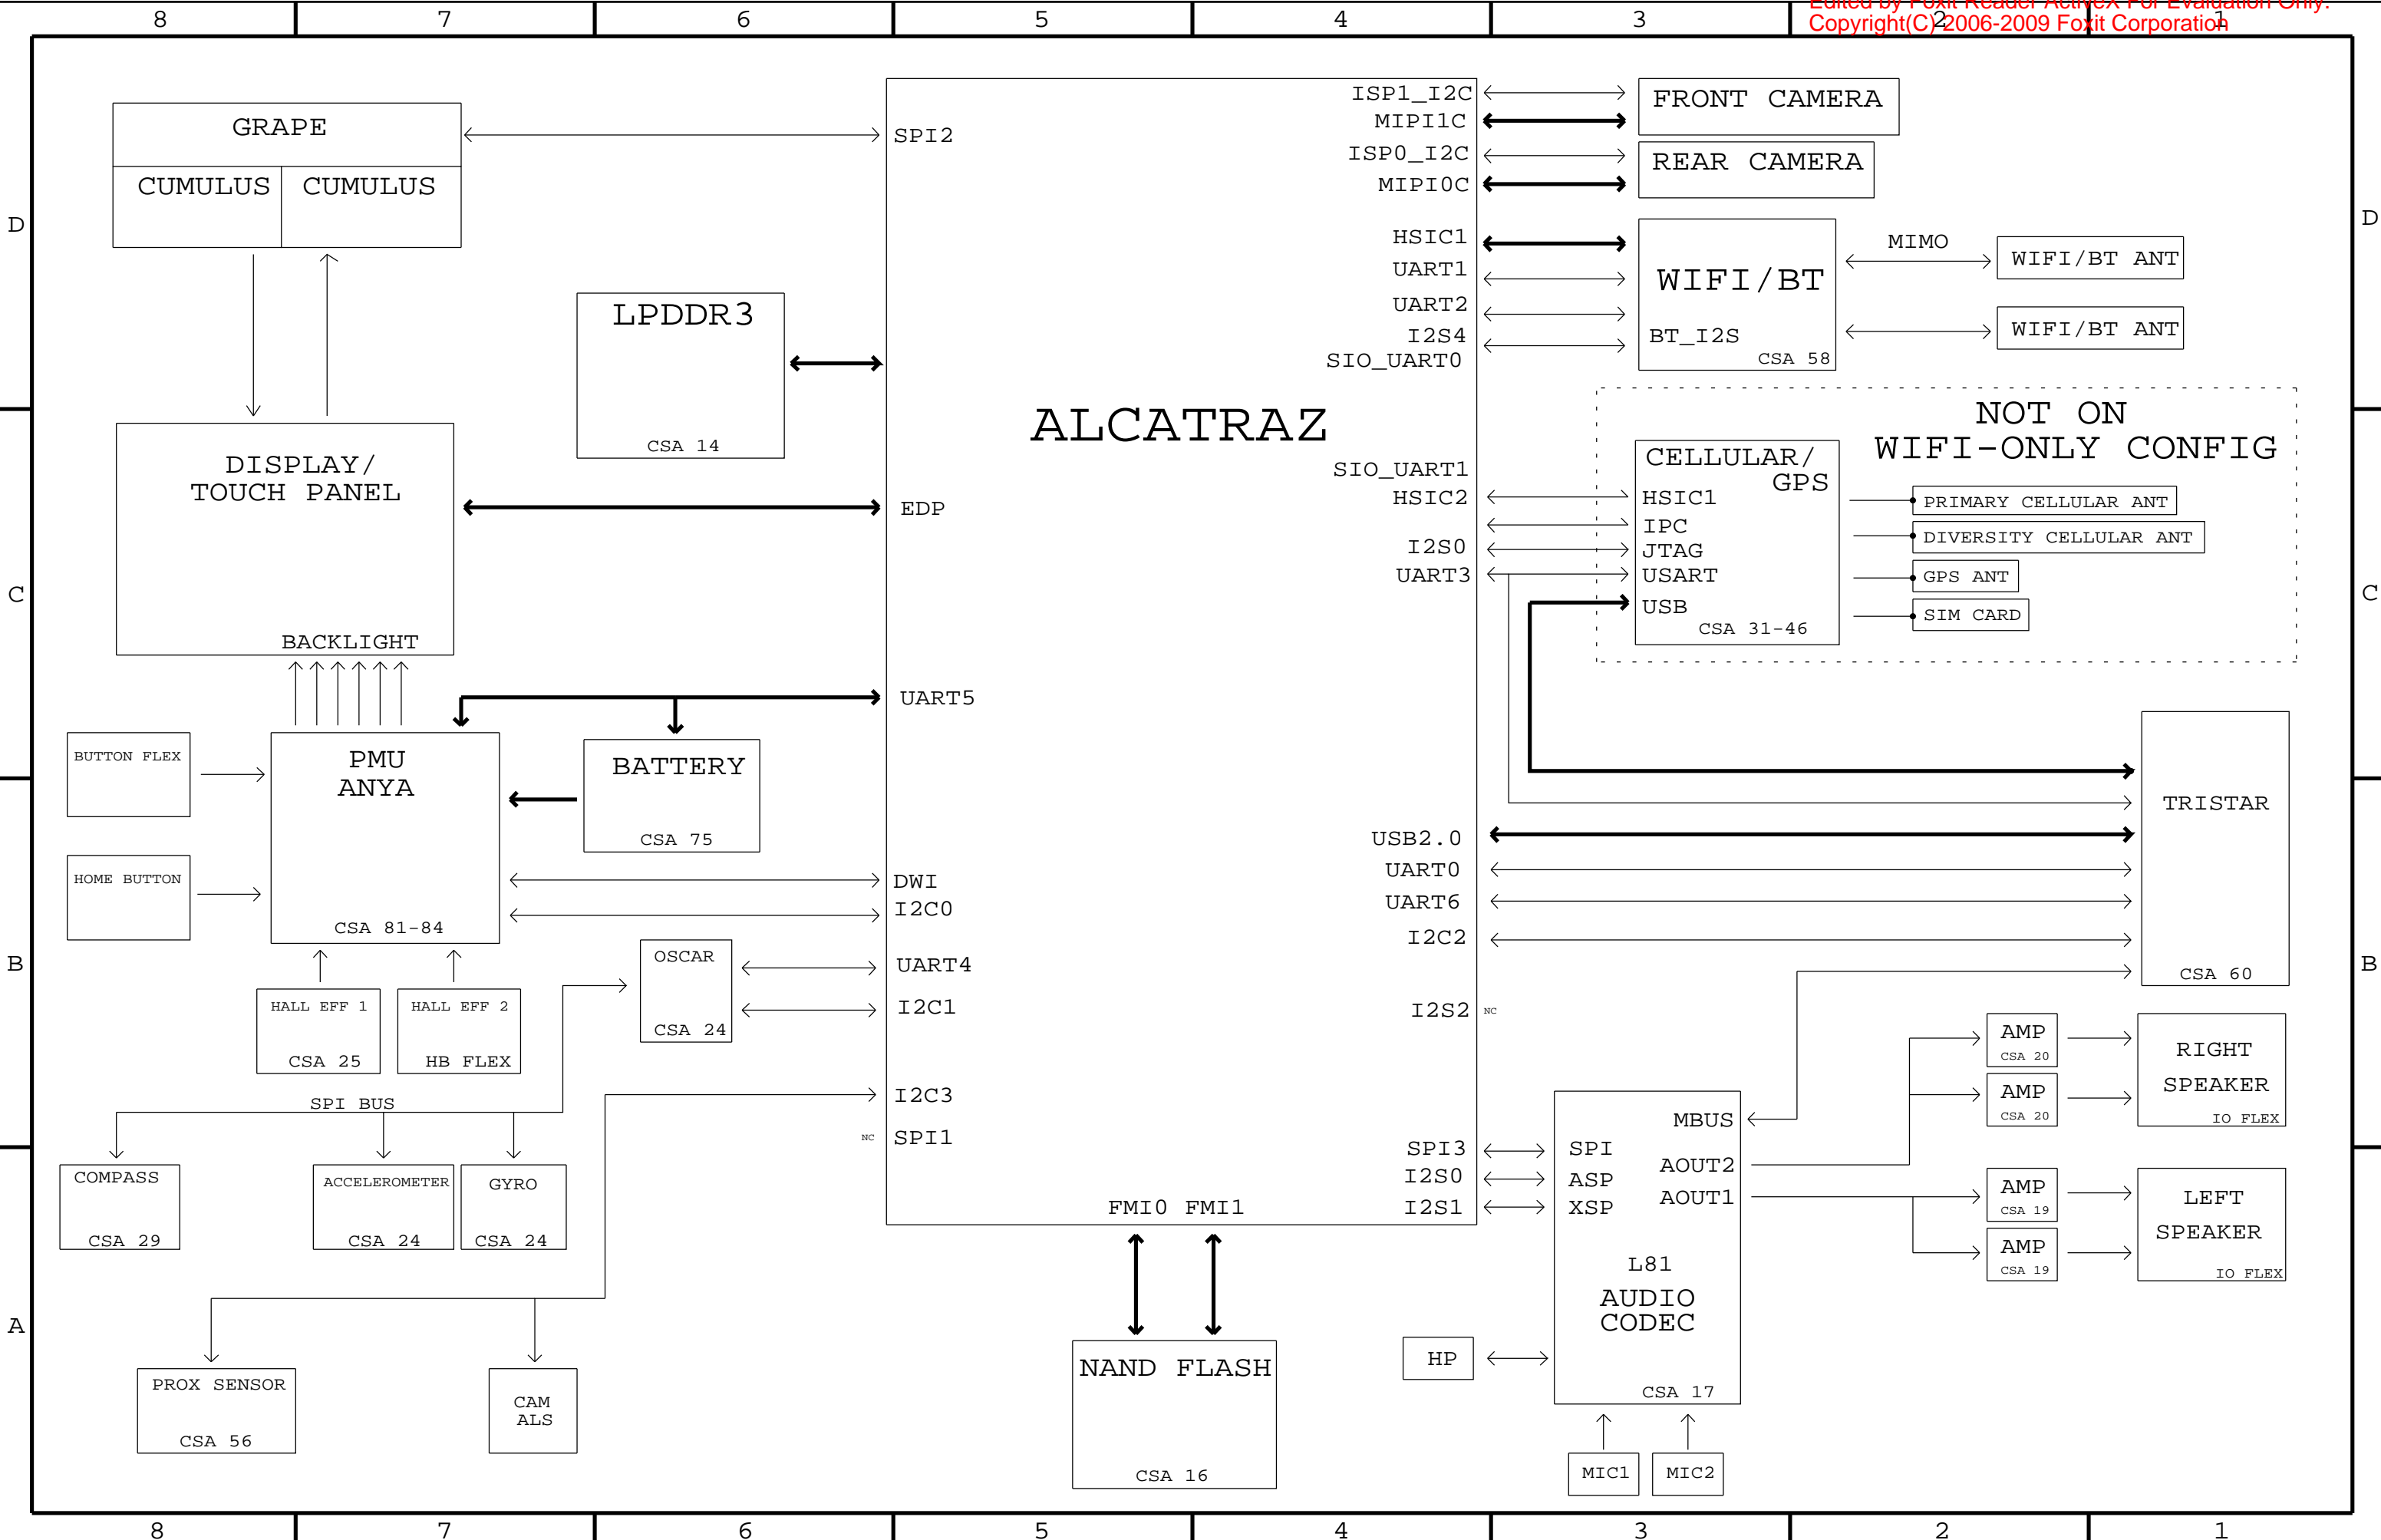 Edited by Foxit Reader ActiveX For Evaluation Only.
Copyright(C) 2006-2009 Foxit Corporation
8 7 6 5 4 3 2 1
D
C
B
A
GRAPE
CUMULUS CUMULUS
SPI2
LPDDR3
CSA 14
DISPLAY/
TOUCH PANEL
BACKLIGHT
EDP
UART5
BUTTON FLEX
HOME BUTTON
PMU
ANYA
CSA 81-84
BATTERY
CSA 75
DWI
I2C0
OSCAR
CSA 24
UART4
I2C1
HALL EFF 1
CSA 25
HALL EFF 2
HB FLEX
SPI BUS
I2C3
NC SPI1
COMPASS
CSA 29
ACCELEROMETER
CSA 24
GYRO
CSA 24
PROX SENSOR
CSA 56
CAM
ALS
ALCATRAZ
FMI0 FMI1
NAND FLASH
CSA 16
ISP1_I2C
MIPI1C
ISP0_I2C
MIPI0C
HSIC1
UART1
UART2
I2S4
SIO_UART0
SIO_UART1
HSIC2
I2S0
UART3
USB2.0
UART0
UART6
I2C2
I2S2 NC
SPI3
I2S0
I2S1
FRONT CAMERA
REAR CAMERA
WIFI/BT
BT_I2S
CSA 58
MIMO
WIFI/BT ANT
WIFI/BT ANT
NOT ON
WIFI-ONLY CONFIG
CELLULAR/
GPS
HSIC1
IPC
JTAG
USART
USB
CSA 31-46
PRIMARY CELLULAR ANT
DIVERSITY CELLULAR ANT
GPS ANT
SIM CARD
TRISTAR
CSA 60
MBUS
SPI
ASP
XSP
AOUT2
AOUT1
L81
AUDIO
CODEC
CSA 17
HP
MIC1
MIC2
AMP
CSA 20
AMP
CSA 20
RIGHT
SPEAKER
IO FLEX
AMP
CSA 19
AMP
CSA 19
LEFT
SPEAKER
IO FLEX
D
C
B
8 7 6 5 4 3 2 1